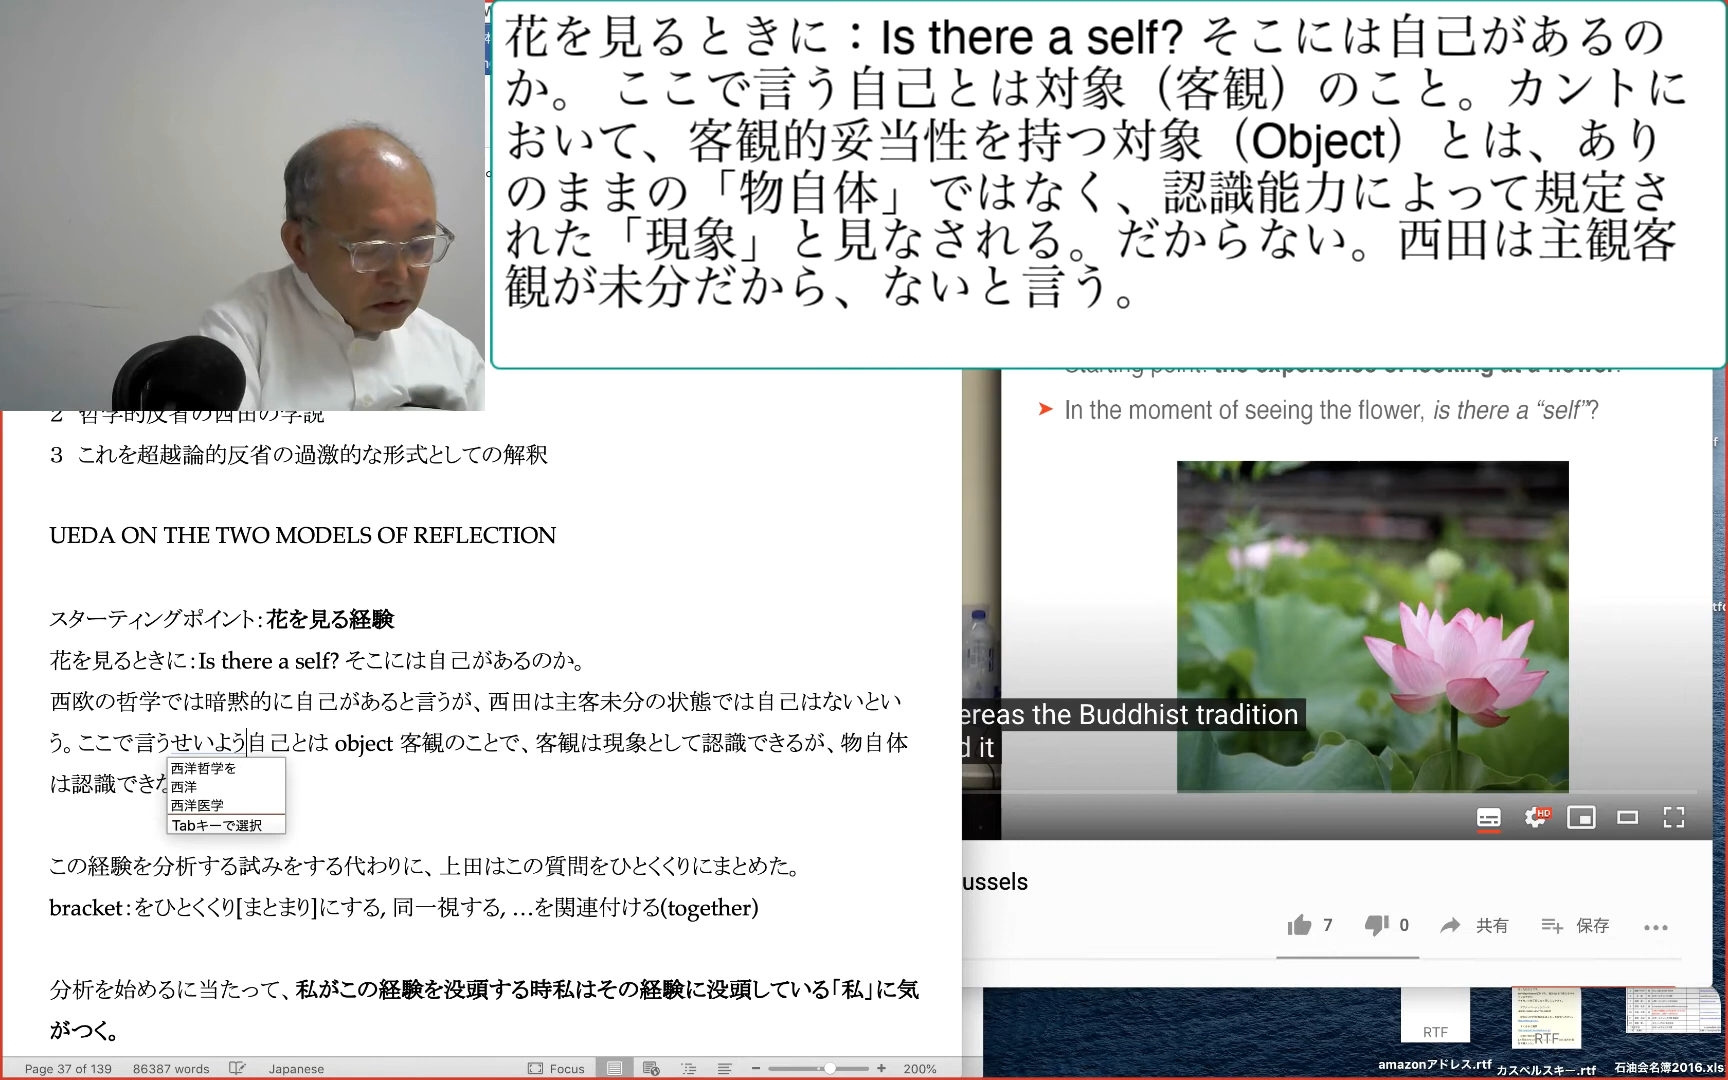 花を見るときに：Is there a self? そこには自己があるの
か。 ここで言う自己とは対象（客観）のこと。カントに
おいて、客観的妥当性を持つ対象（Object）とは、あり
のままの「物自体」ではなく、認識能力によって規定さ
れた「現象」と見なされる。だからない。西田は主観客
観が未分だから、ないと言う。
Starting point: the experience of looking at a flower.
➤ In the moment of seeing the flower, is there a “self”?
2 哲学的反省の西田の学説
3 これを超越論的反省の過激的な形式としての解釈
UEDA ON THE TWO MODELS OF REFLECTION
スターティングポイント：花を見る経験
花を見るときに：Is there a self? そこには自己があるのか。
西欧の哲学では暗黙的に自己があると言うが、西田は主客未分の状態では自己はないとい
う。ここで言うせいよう自己とは object 客観のことで、客観は現象として認識できるが、物自体
は認識できな
西洋哲学を
西洋
西洋医学
Tabキーで選択
この経験を分析する試みをする代わりに、上田はこの質問をひとくくりにまとめた。
bracket：をひとくくり[まとまり]にする, 同一視する, …を関連付ける(together)
分析を始めるに当たって、私がこの経験を没頭する時私はその経験に没頭している「私」に気
がつく。
ereas the Buddhist tradition
d it
HD
ussels
7 0 共有 保存
RTF
RTF
amazonアドレス.rtf カスペルスキー.rtf 石油会名簿2016.xls
Page 37 of 139 86387 words Japanese Focus 200%